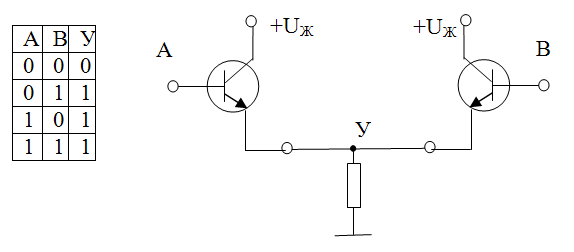 А В У
0 0 0
0 1 1
1 0 1
1 1 1
+UЖ
+UЖ
А
В
У